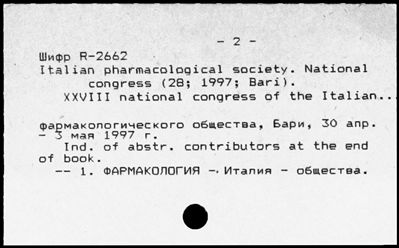 - 2 -
Шифр R-2662
Italian pharmacological society. National
congress (28; 1997; Bari).
XXVIII national congress of the Italian...
фармакологического общества, Бари, 30 апр.
- 3 мая 1997 г.
Ind. of abstr. contributors at the end
of book.
-- 1. ФАРМАКОЛОГИЯ - Италия - общества.